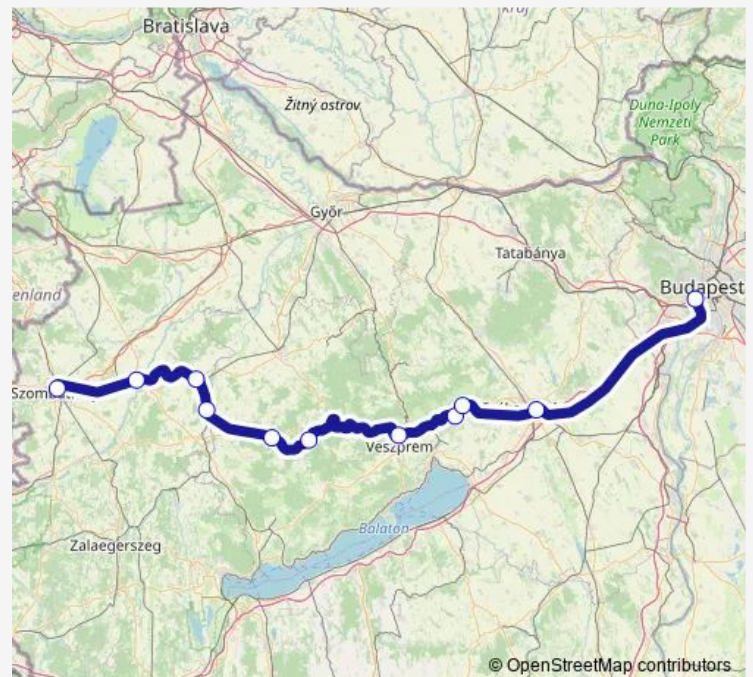 Bratislava
Žitný ostrov
Duna-Ipoly
Nemzeti
Park
Győr
Tatabánya
Budapest
enland
Veszprém
Balaton
Zalaegerszeg
© OpenStreetMap contributors